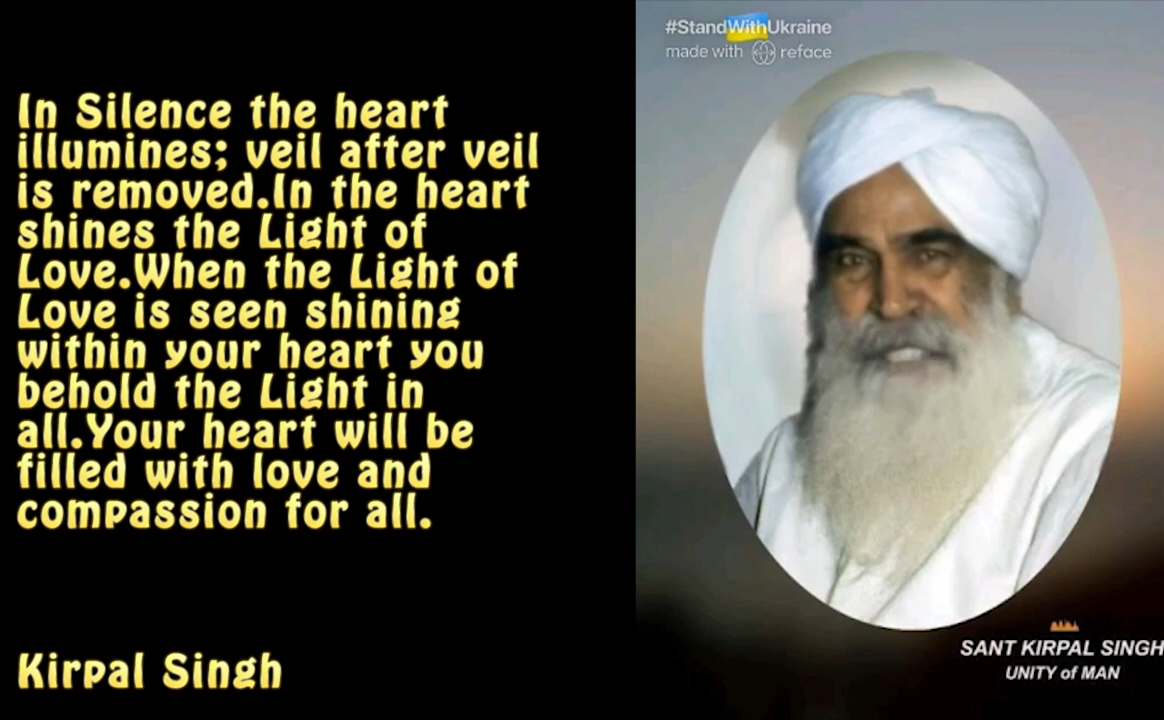 In Silence the heart
illumines; veil after veil
is removed.In the heart
shines the Light of
Love.When the Light of
Love is seen shining
within your heart you
behold the Light in
all.Your heart will be
filled with love and
compassion for all.
Kirpal Singh
#StandWithUkraine
made with reface
SANT KIRPAL SINGH
UNITY of MAN